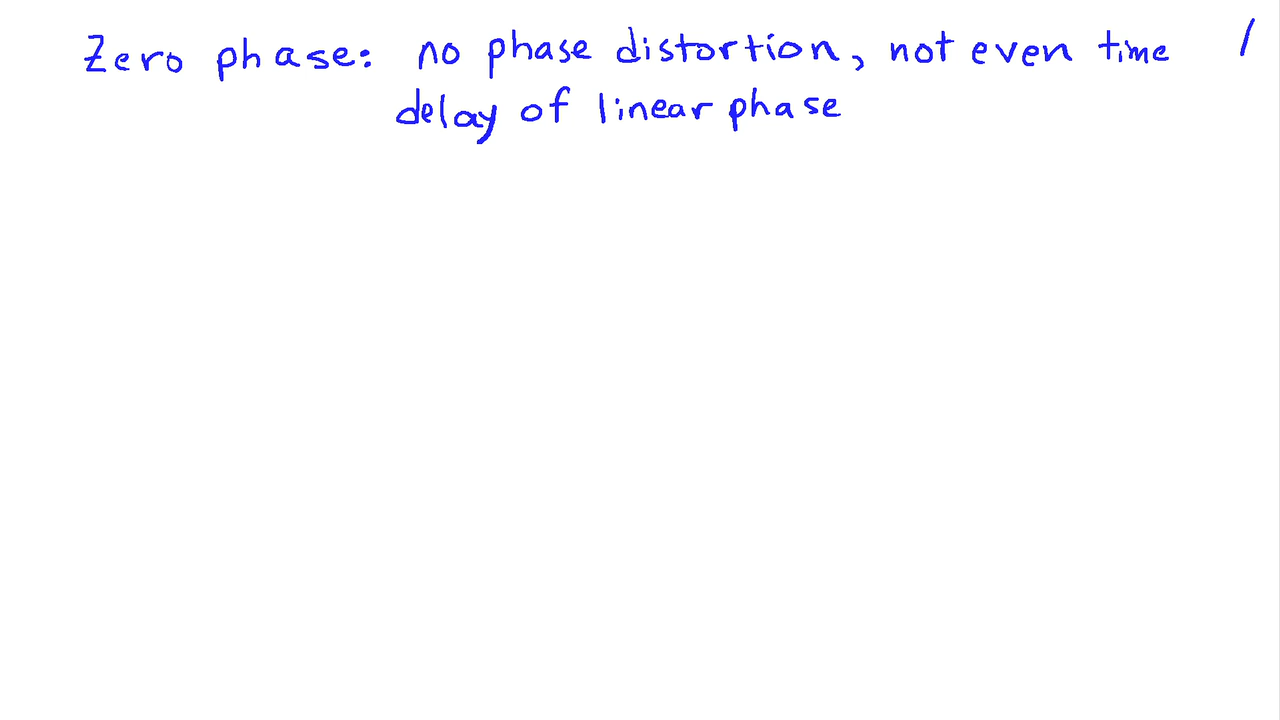 Zero phase: no phase distortion, not even time /
delay of linear phase